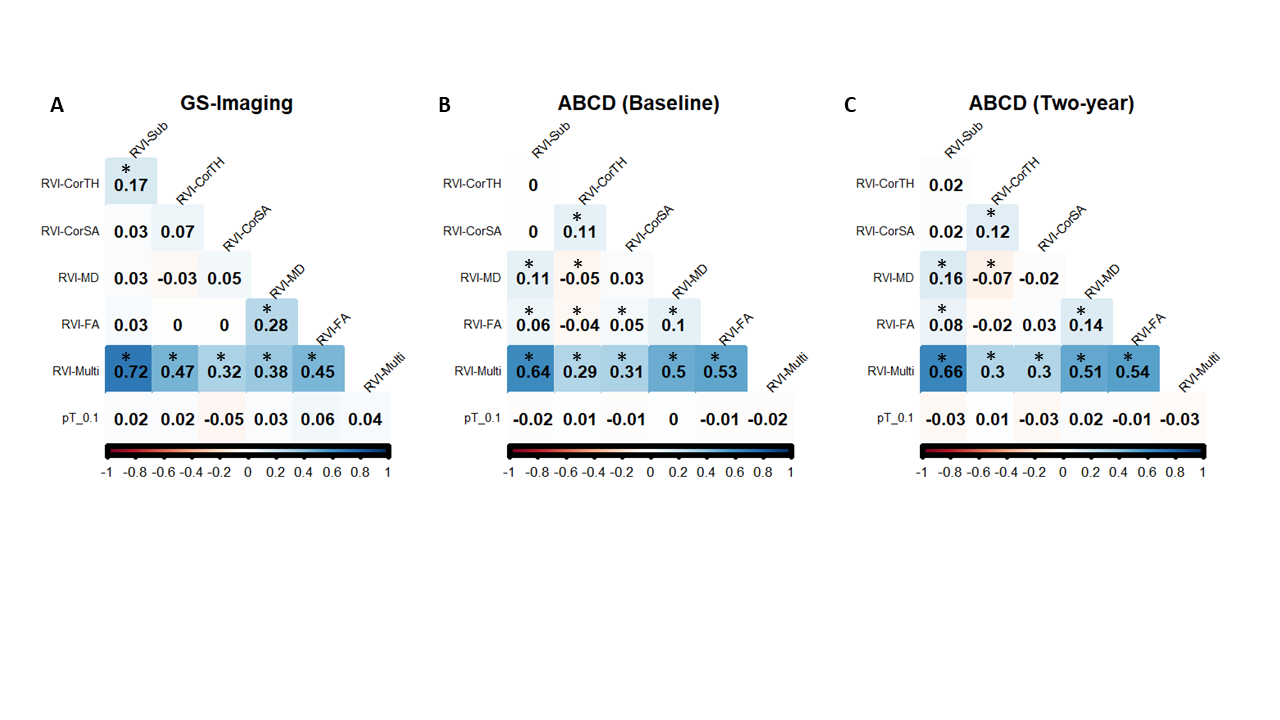 A GS-Imaging
RVI-Sub
RVI-CorTH * 0.17 RVI-CorTH
RVI-CorSA 0.03 0.07 RVI-CorSA
RVI-MD 0.03 -0.03 0.05 RVI-MD
RVI-FA 0.03 0 0 * 0.28 RVI-FA
RVI-Multi * 0.72 * 0.47 * 0.32 * 0.38 * 0.45 RVI-Multi
pT_0.1 0.02 0.02 -0.05 0.03 0.06 0.04
-1 -0.8 -0.6 -0.4 -0.2 0 0.2 0.4 0.6 0.8 1
B ABCD (Baseline)
RVI-Sub
RVI-CorTH 0 RVI-CorTH
RVI-CorSA 0 * 0.11 RVI-CorSA
RVI-MD * 0.11 * -0.05 0.03 RVI-MD
RVI-FA * 0.06 * -0.04 * 0.05 * 0.1 RVI-FA
RVI-Multi * 0.64 * 0.29 * 0.31 * 0.5 * 0.53 RVI-Multi
pT_0.1 -0.02 0.01 -0.01 0 -0.01 -0.02
-1 -0.8 -0.6 -0.4 -0.2 0 0.2 0.4 0.6 0.8 1
C ABCD (Two-year)
RVI-Sub
RVI-CorTH 0.02 RVI-CorTH
RVI-CorSA 0.02 * 0.12 RVI-CorSA
RVI-MD * 0.16 * -0.07 -0.02 RVI-MD
RVI-FA * 0.08 -0.02 0.03 * 0.14 RVI-FA
RVI-Multi * 0.66 * 0.3 * 0.3 * 0.51 * 0.54 RVI-Multi
pT_0.1 -0.03 0.01 -0.03 0.02 -0.01 -0.03
-1 -0.8 -0.6 -0.4 -0.2 0 0.2 0.4 0.6 0.8 1